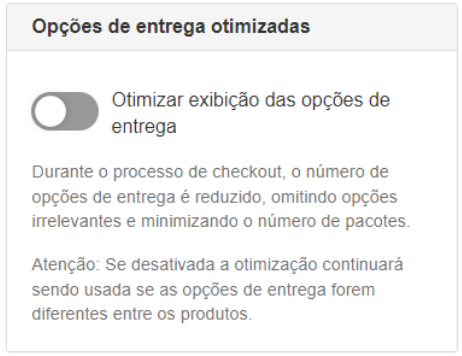 Opções de entrega otimizadas
Otimizar exibição das opções de
entrega
Durante o processo de checkout, o número de
opções de entrega é reduzido, omitindo opções
irrelevantes e minimizando o número de pacotes.
Atenção: Se desativada a otimização continuará
sendo usada se as opções de entrega forem
diferentes entre os produtos.